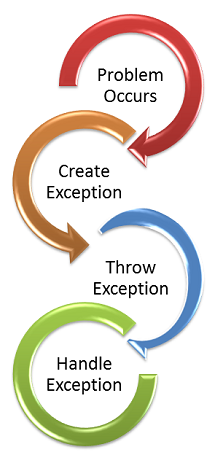 Problem
Occurs
Create
Exception
Throw
Exception
Handle
Exception